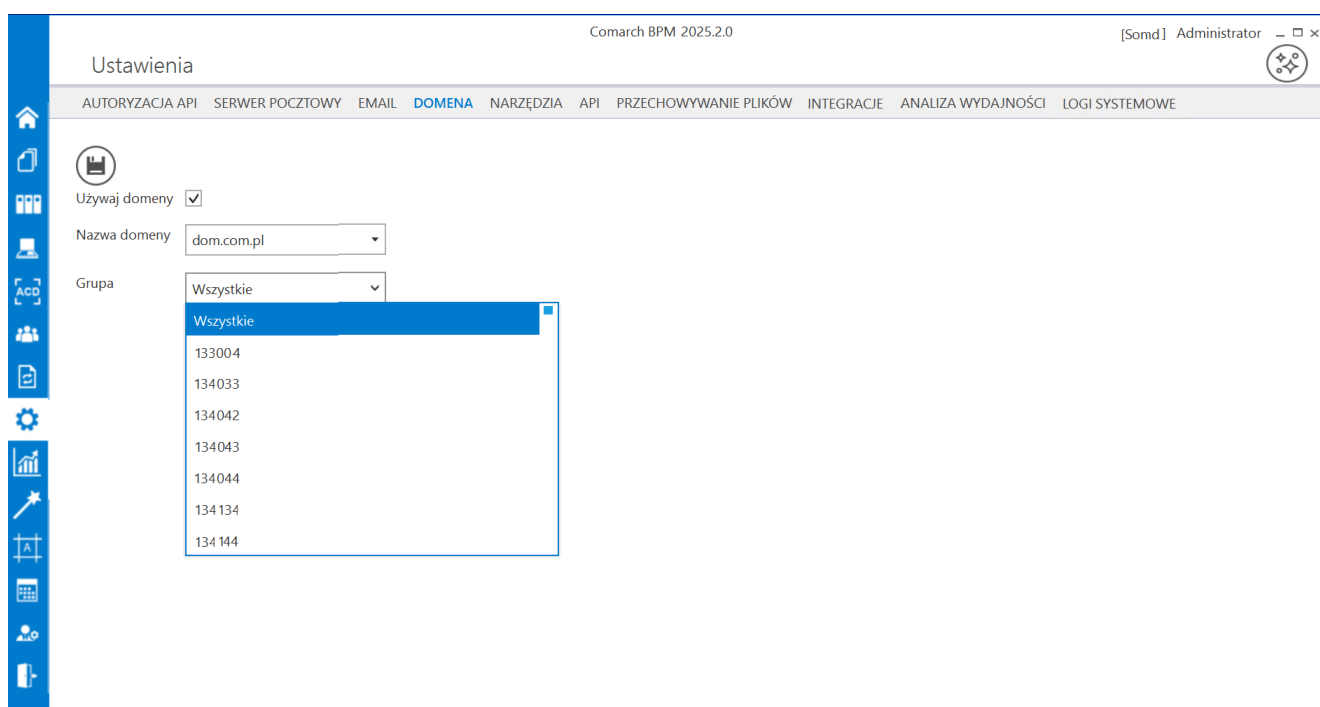 Comarch BPM 2025.2.0
[Somd] Administrator
Ustawienia
AUTORYZACJA API SERWER POCZTOWY EMAIL DOMENA NARZĘDZIA API PRZECHOWYWANIE PLIKÓW INTEGRACJE ANALIZA WYDAJNOŚCI LOGI SYSTEMOWE
Używaj domeny
Nazwa domeny dom.com.pl
Grupa Wszystkie
Wszystkie
133004
134033
134042
134043
134044
134134
134144
ACD
A